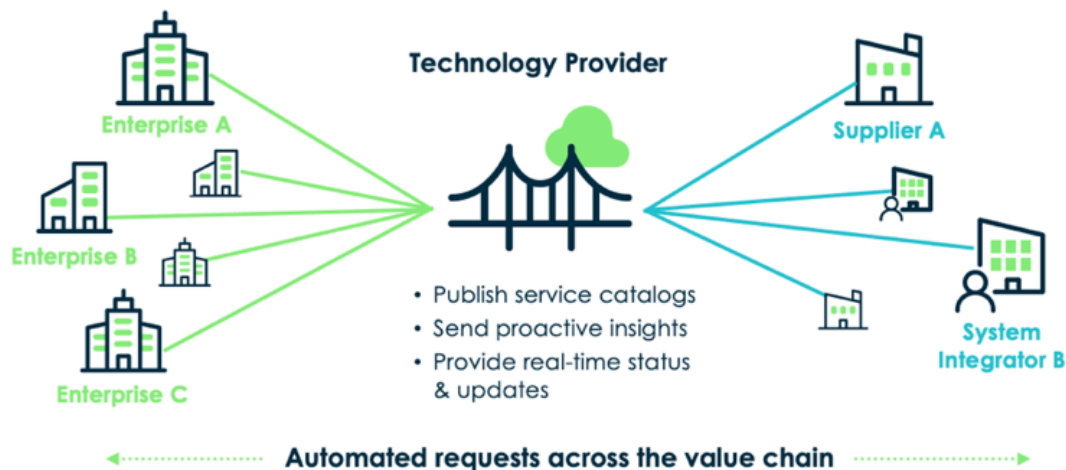 Technology Provider
Enterprise A
Supplier A
Enterprise B
• Publish service catalogs
• Send proactive insights
• Provide real-time status
& updates
System
Integrator B
Enterprise C
Automated requests across the value chain